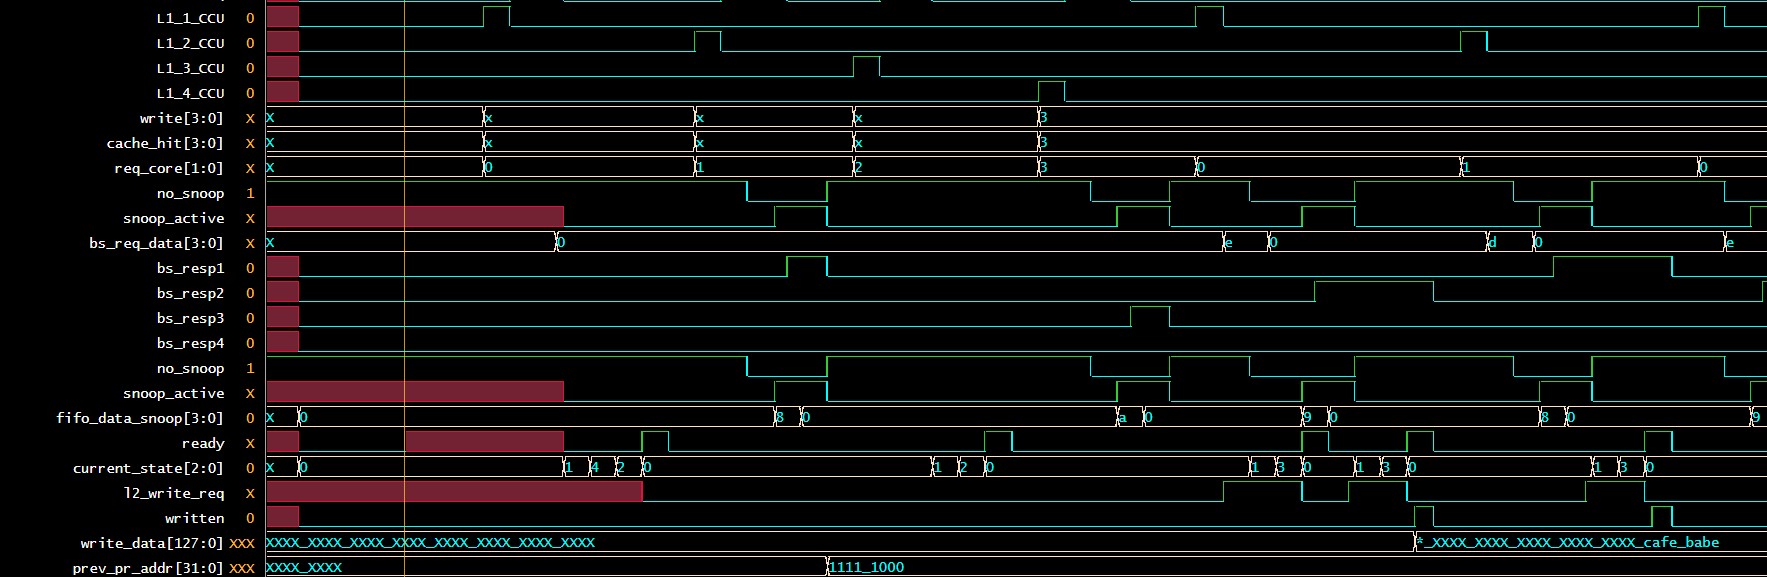 L1_1_CCU 0
L1_2_CCU 0
L1_3_CCU 0
L1_4_CCU 0
write[3:0] X X x x x 3
cache_hit[3:0] X X x x x 3
req_core[1:0] X X 0 1 2 3 0 1 0
no_snoop 1
snoop_active X
bs_req_data[3:0] X X 0 e 0 d 0 e
bs_resp1 0
bs_resp2 0
bs_resp3 0
bs_resp4 0
no_snoop 1
snoop_active X
fifo_data_snoop[3:0] 0 X 0 8 0 a 0 9 0 8 0 9
ready X
current_state[2:0] 0 X 0 1 4 2 0 1 2 0 1 3 0 1 3 0 1 3 0
l2_write_req X
written 0
write_data[127:0] XXX XXXX_XXXX_XXXX_XXXX_XXXX_XXXX_XXXX_XXXX *_XXXX_XXXX_XXXX_XXXX_XXXX_cafe_babe
prev_pr_addr[31:0] XXX XXXX_XXXX 1111_1000